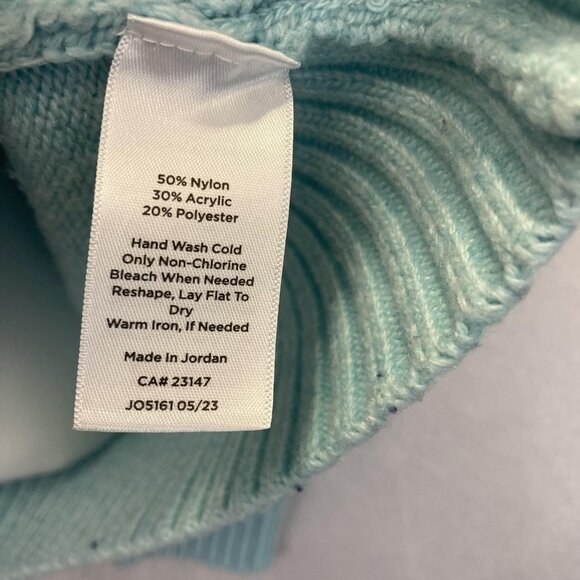 50% Nylon
30% Acrylic
20% Polyester
Hand Wash Cold
Only Non-Chlorine
Bleach When Needed
Reshape, Lay Flat To
Dry
Warm Iron, If Needed
Made In Jordan
CA# 23147
JO5161 05/23